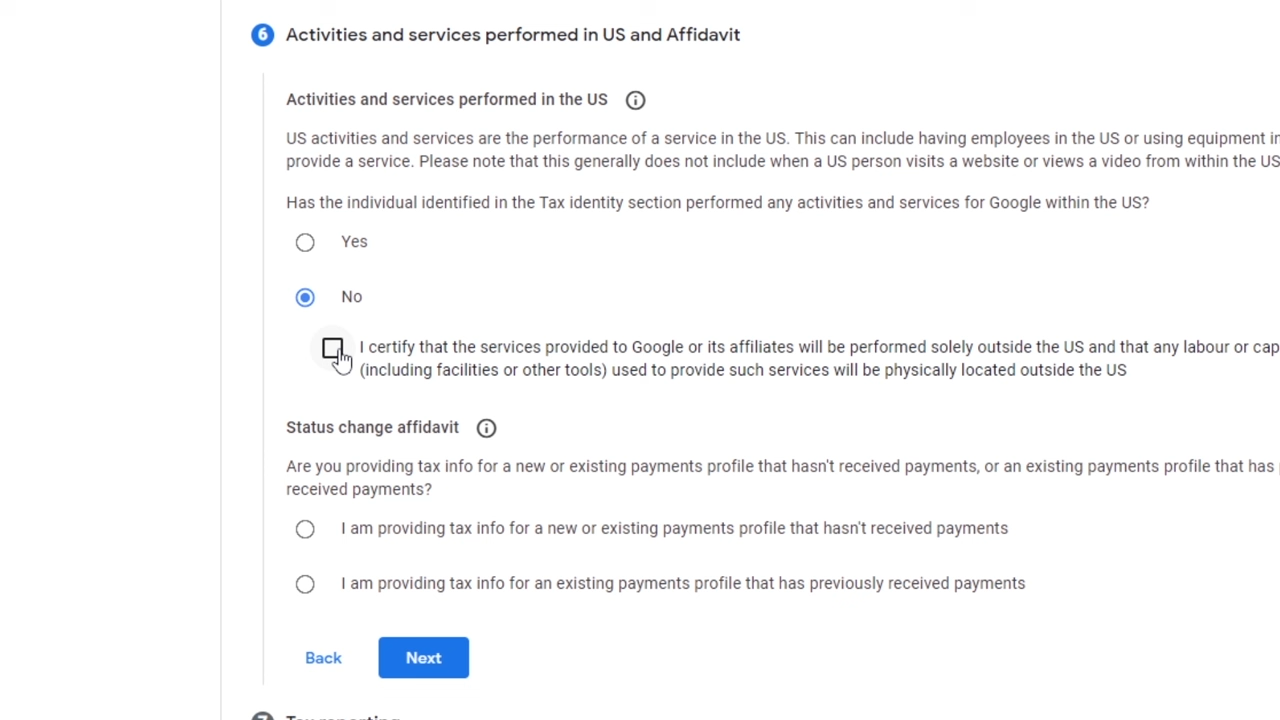 6 Activities and services performed in US and Affidavit
Activities and services performed in the US
US activities and services are the performance of a service in the US. This can include having employees in the US or using equipment in
provide a service. Please note that this generally does not include when a US person visits a website or views a video from within the US
Has the individual identified in the Tax identity section performed any activities and services for Google within the US?
Yes
No
I certify that the services provided to Google or its affiliates will be performed solely outside the US and that any labour or cap
(including facilities or other tools) used to provide such services will be physically located outside the US
Status change affidavit
Are you providing tax info for a new or existing payments profile that hasn't received payments, or an existing payments profile that has
received payments?
I am providing tax info for a new or existing payments profile that hasn't received payments
I am providing tax info for an existing payments profile that has previously received payments
Back Next
7 Tax reporting